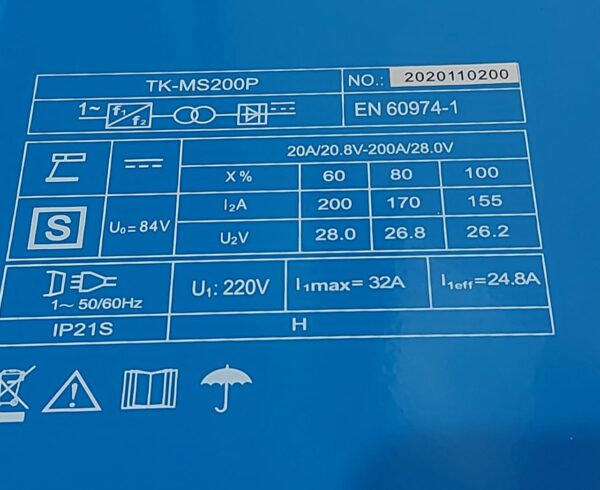 TK-MS200P NO.: 2020110200
1~ f₁ f₂ EN 60974-1
20A/20.8V-200A/28.0V
X % 60 80 100
S U₀=84V I₂A 200 170 155
U₂V 28.0 26.8 26.2
1~ 50/60Hz U₁: 220V I₁max= 32A I₁eff=24.8A
IP21S H